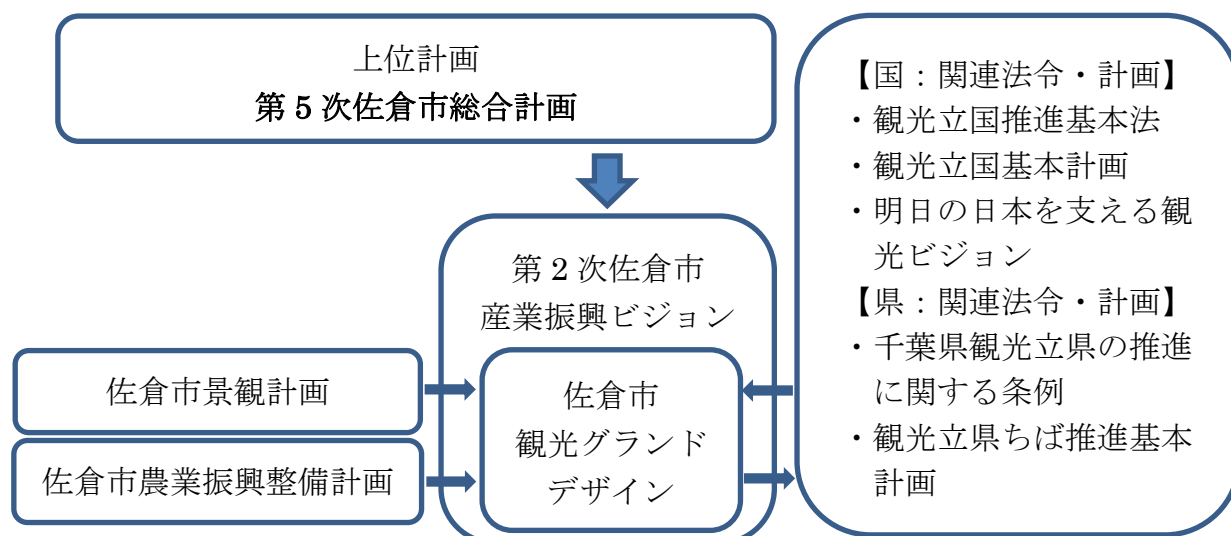 上位計画
第5次佐倉市総合計画
第2次佐倉市
産業振興ビジョン
佐倉市景観計画
佐倉市農業振興整備計画
佐倉市
観光グランド
デザイン
【国：関連法令・計画】
・観光立国推進基本法
・観光立国基本計画
・明日の日本を支える観
光ビジョン
【県：関連法令・計画】
・千葉県観光立県の推進
に関する条例
・観光立県ちば推進基本
計画